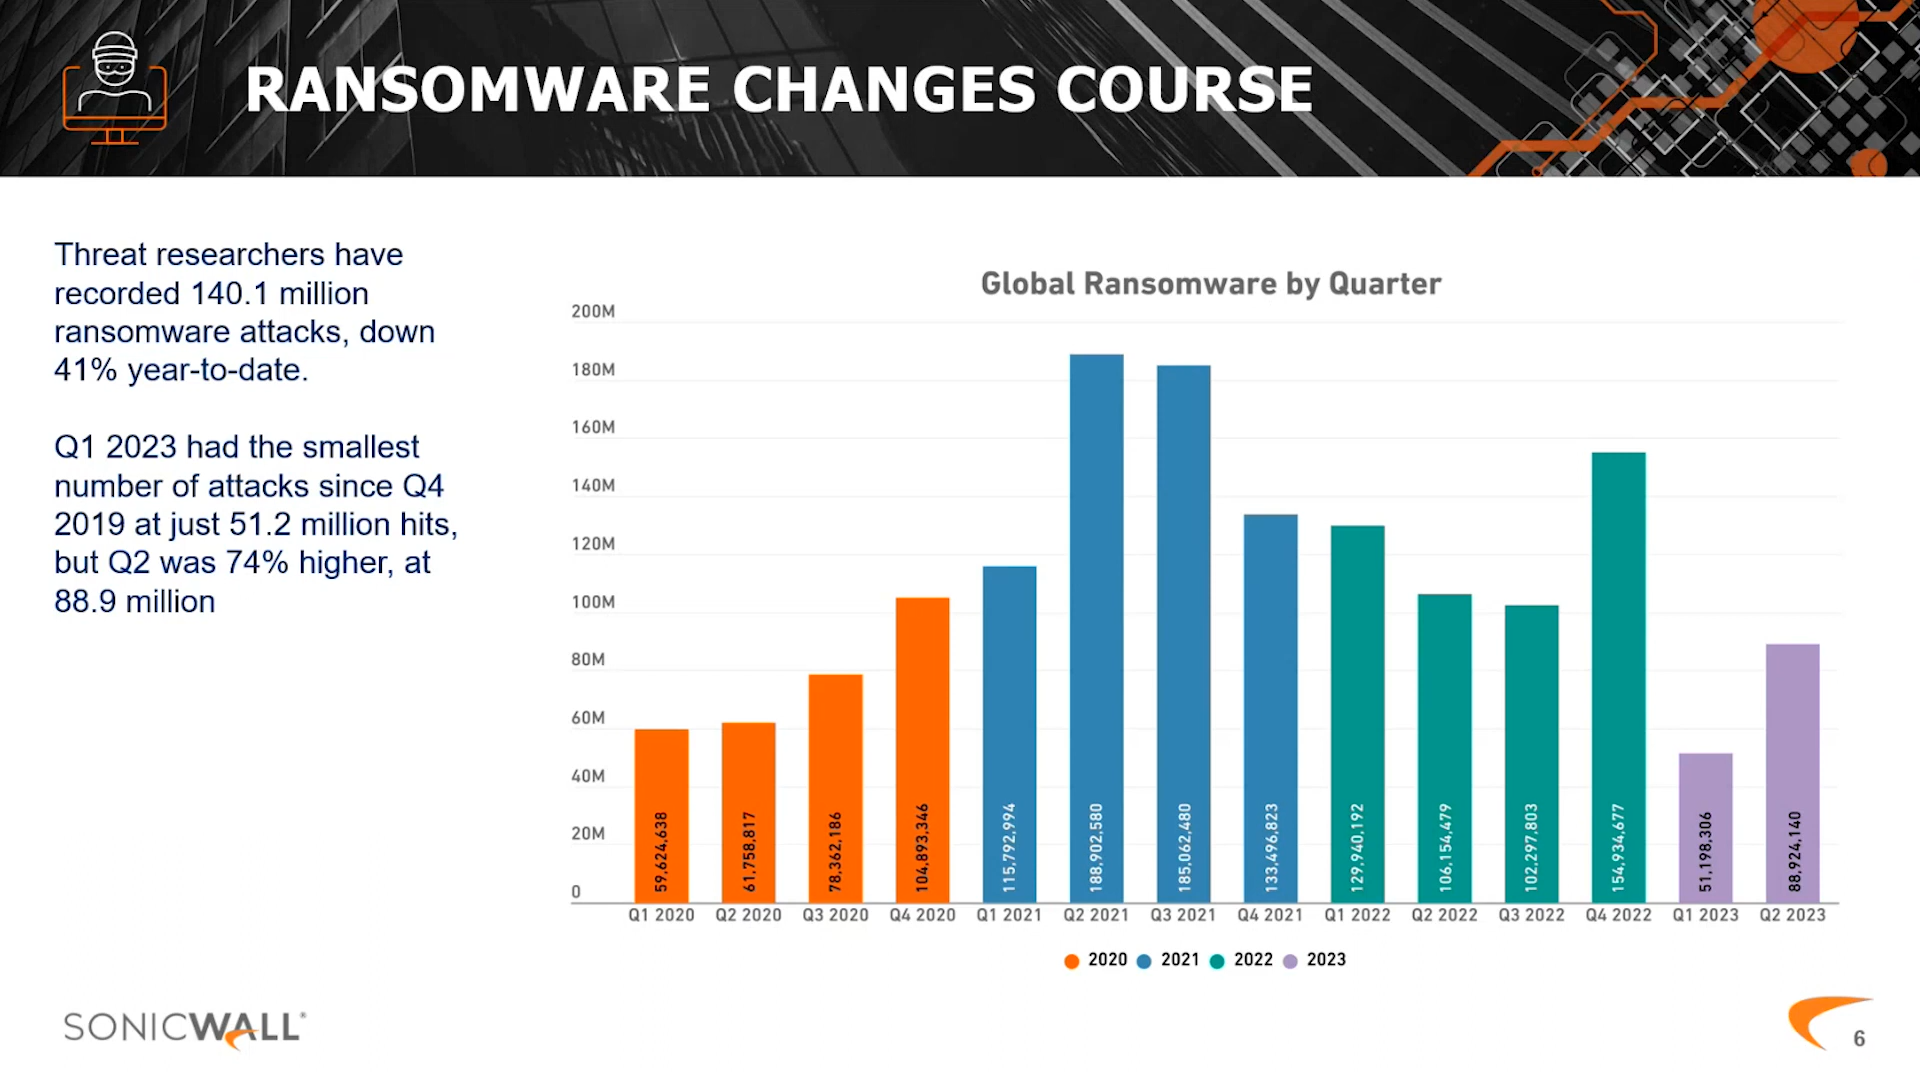 RANSOMWARE CHANGES COURSE
Threat researchers have
recorded 140.1 million
ransomware attacks, down
41% year-to-date.
Q1 2023 had the smallest
number of attacks since Q4
2019 at just 51.2 million hits,
but Q2 was 74% higher, at
88.9 million
Global Ransomware by Quarter
200M
180M
160M
140M
120M
100M
80M
60M
40M
20M
0
59,624,638
61,758,817
78,362,186
104,893,346
115,792,994
188,902,580
185,062,480
133,496,823
129,940,192
106,154,479
102,297,803
154,934,677
51,198,306
88,924,140
Q1 2020 Q2 2020 Q3 2020 Q4 2020 Q1 2021 Q2 2021 Q3 2021 Q4 2021 Q1 2022 Q2 2022 Q3 2022 Q4 2022 Q1 2023 Q2 2023
2020 2021 2022 2023
SONICWALL®
6